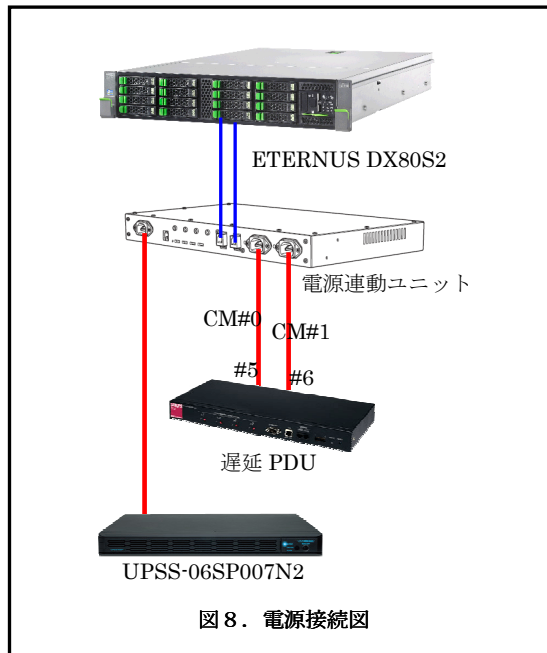 ETERNUS DX80S2
電源連動ユニット
CM#0
CM#1
#5
#6
遅延 PDU
UPSS-06SP007N2
図８．電源接続図